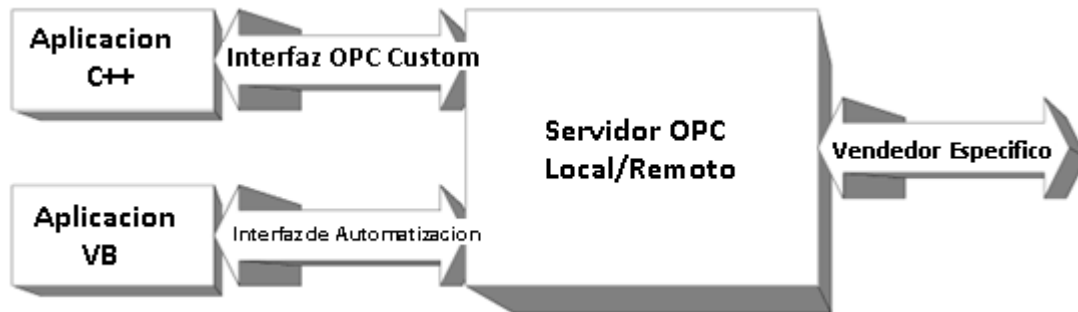 Aplicacion
C++
Interfaz OPC Custom
Servidor OPC
Local/Remoto
Vendedor Especifico
Aplicacion
VB
Interfaz de Automatizacion